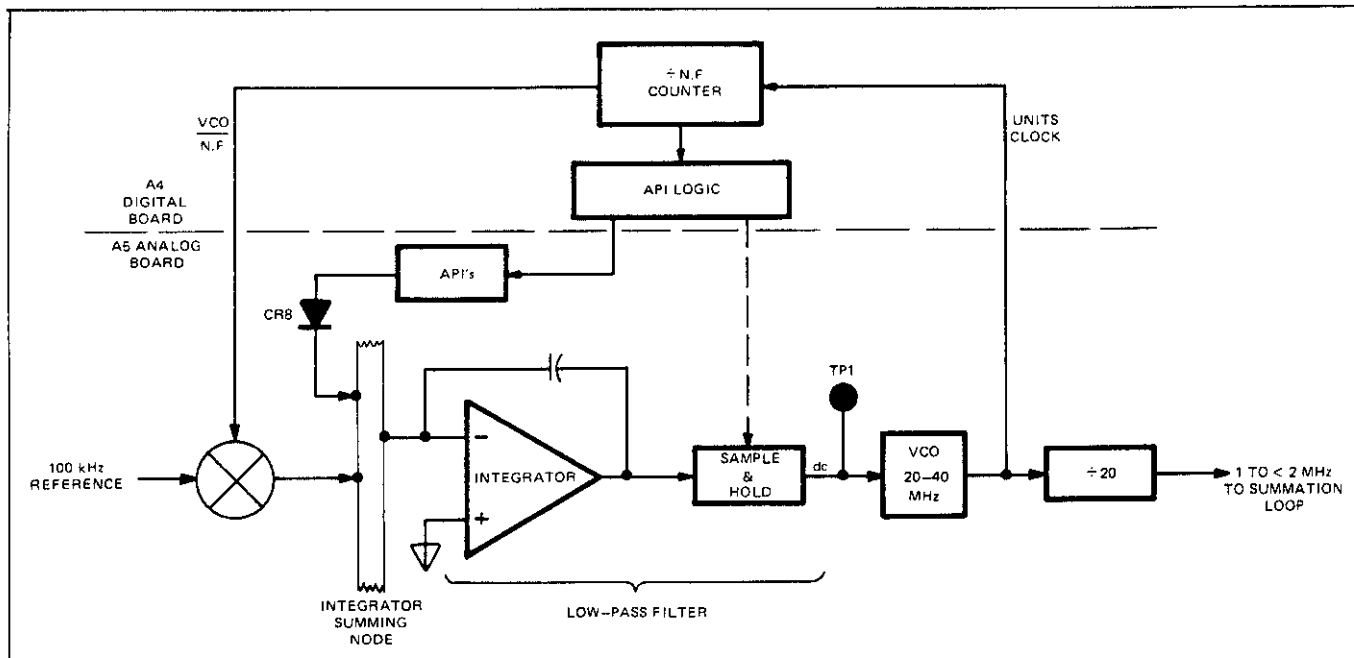 ÷ N.F
COUNTER
VCO
N.F
UNITS
CLOCK
API LOGIC
A4
DIGITAL
BOARD
A5 ANALOG
BOARD
API's
CR8
TP1
100 kHz
REFERENCE
−
+
INTEGRATOR
SAMPLE
&
HOLD
dc
VCO
20–40
MHz
÷ 20
1 TO < 2 MHz
TO SUMMATION
LOOP
INTEGRATOR
SUMMING
NODE
LOW–PASS FILTER